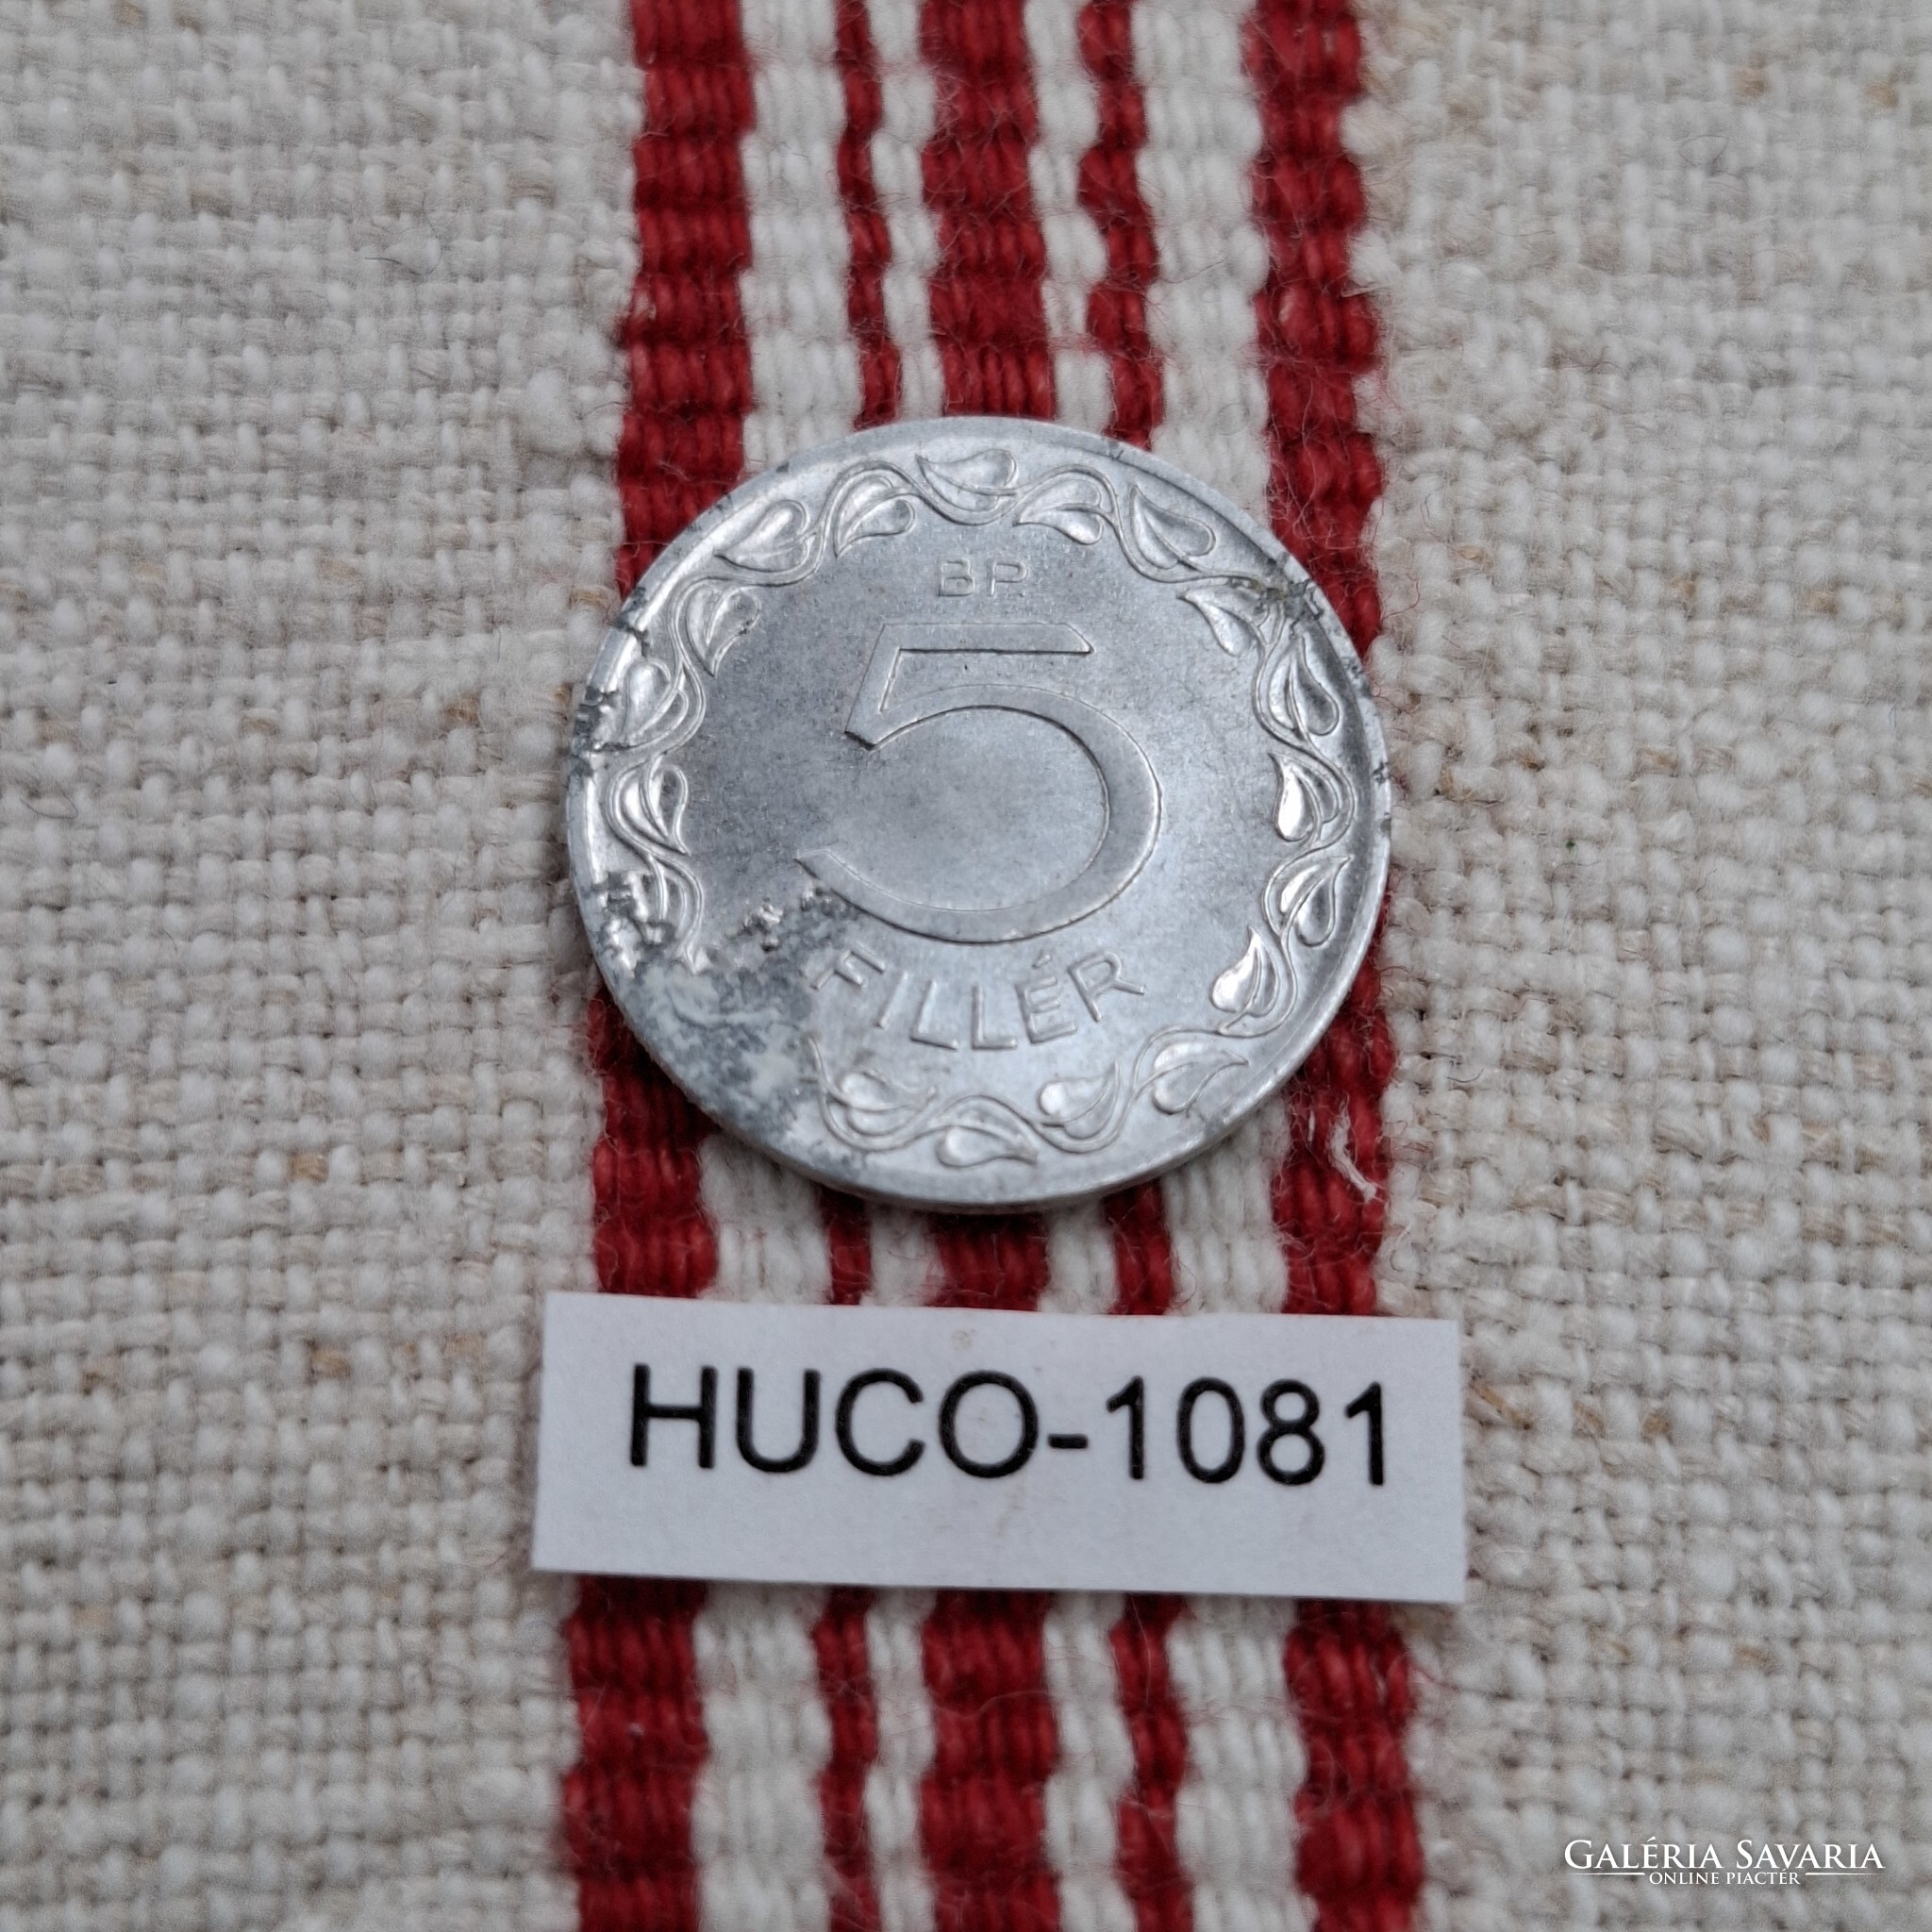 BP.
5
FILLÉR
HUCO-1081
GALÉRIA SAVARIA
ONLINE PIACTÉR